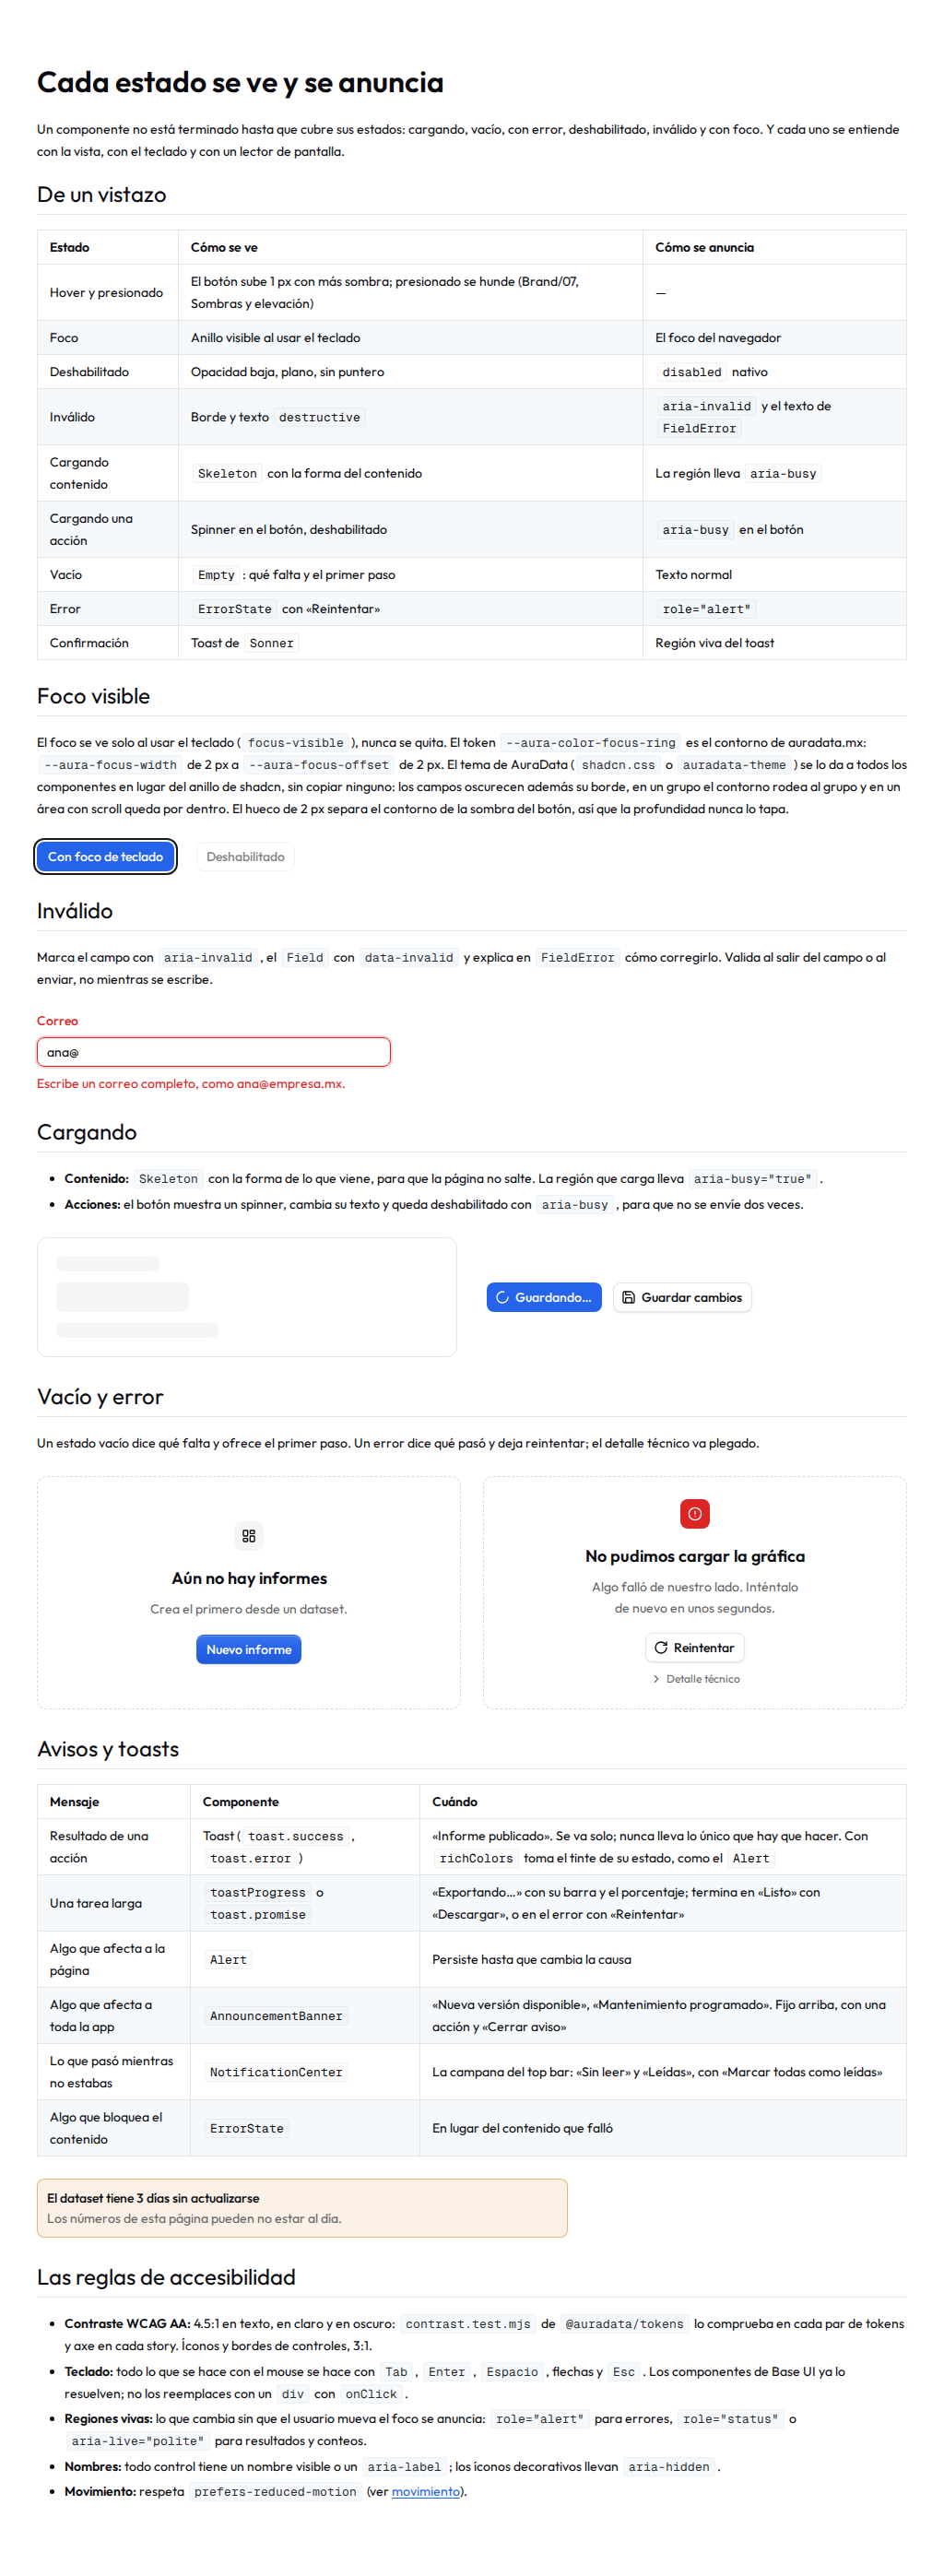 Cada estado se ve y se anuncia
Un componente no está terminado hasta que cubre sus estados: cargando, vacío, con error, deshabilitado, inválido y con foco. Y cada uno se entiende
con la vista, con el teclado y con un lector de pantalla.
De un vistazo
Estado Cómo se ve Cómo se anuncia
Hover y presionado El botón sube 1 px con más sombra; presionado se hunde (Brand/07, —
Sombras y elevación)
Foco Anillo visible al usar el teclado El foco del navegador
Deshabilitado Opacidad baja, plano, sin puntero disabled nativo
Inválido Borde y texto destructive aria-invalid y el texto de
FieldError
Cargando
contenido Skeleton con la forma del contenido La región lleva aria-busy
Cargando una
acción Spinner en el botón, deshabilitado aria-busy en el botón
Vacío Empty : qué falta y el primer paso Texto normal
Error ErrorState con «Reintentar» role="alert"
Confirmación Toast de Sonner Región viva del toast
Foco visible
El foco se ve solo al usar el teclado ( focus-visible ), nunca se quita. El token --aura-color-focus-ring es el contorno de auradata.mx:
--aura-focus-width de 2 px a --aura-focus-offset de 2 px. El tema de AuraData ( shadcn.css o auradata-theme ) se lo da a todos los
componentes en lugar del anillo de shadcn, sin copiar ninguno: los campos oscurecen además su borde, en un grupo el contorno rodea al grupo y en un
área con scroll queda por dentro. El hueco de 2 px separa el contorno de la sombra del botón, así que la profundidad nunca lo tapa.
Con foco de teclado Deshabilitado
Inválido
Marca el campo con aria-invalid , el Field con data-invalid y explica en FieldError cómo corregirlo. Valida al salir del campo o al
enviar, no mientras se escribe.
Correo
ana@
Escribe un correo completo, como ana@empresa.mx.
Cargando
• Contenido: Skeleton con la forma de lo que viene, para que la página no salte. La región que carga lleva aria-busy="true" .
• Acciones: el botón muestra un spinner, cambia su texto y queda deshabilitado con aria-busy , para que no se envíe dos veces.
Guardando… Guardar cambios
Vacío y error
Un estado vacío dice qué falta y ofrece el primer paso. Un error dice qué pasó y deja reintentar; el detalle técnico va plegado.
Aún no hay informes
Crea el primero desde un dataset.
Nuevo informe
No pudimos cargar la gráfica
Algo falló de nuestro lado. Inténtalo
de nuevo en unos segundos.
Reintentar
Detalle técnico
Avisos y toasts
Mensaje Componente Cuándo
Resultado de una Toast ( toast.success , «Informe publicado». Se va solo; nunca lleva lo único que hay que hacer. Con
acción toast.error ) richColors toma el tinte de su estado, como el Alert
Una tarea larga toastProgress o «Exportando…» con su barra y el porcentaje; termina en «Listo» con
toast.promise «Descargar», o en el error con «Reintentar»
Algo que afecta a la
página Alert Persiste hasta que cambia la causa
Algo que afecta a «Nueva versión disponible», «Mantenimiento programado». Fijo arriba, con una
toda la app AnnouncementBanner acción y «Cerrar aviso»
Lo que pasó mientras
no estabas NotificationCenter La campana del top bar: «Sin leer» y «Leídas», con «Marcar todas como leídas»
Algo que bloquea el
contenido ErrorState En lugar del contenido que falló
El dataset tiene 3 días sin actualizarse
Los números de esta página pueden no estar al día.
Las reglas de accesibilidad
• Contraste WCAG AA: 4.5:1 en texto, en claro y en oscuro: contrast.test.mjs de @auradata/tokens lo comprueba en cada par de tokens
y axe en cada story. Íconos y bordes de controles, 3:1.
• Teclado: todo lo que se hace con el mouse se hace con Tab , Enter , Espacio , flechas y Esc . Los componentes de Base UI ya lo
resuelven; no los reemplaces con un div con onClick .
• Regiones vivas: lo que cambia sin que el usuario mueva el foco se anuncia: role="alert" para errores, role="status" o
aria-live="polite" para resultados y conteos.
• Nombres: todo control tiene un nombre visible o un aria-label ; los íconos decorativos llevan aria-hidden .
• Movimiento: respeta prefers-reduced-motion (ver movimiento).